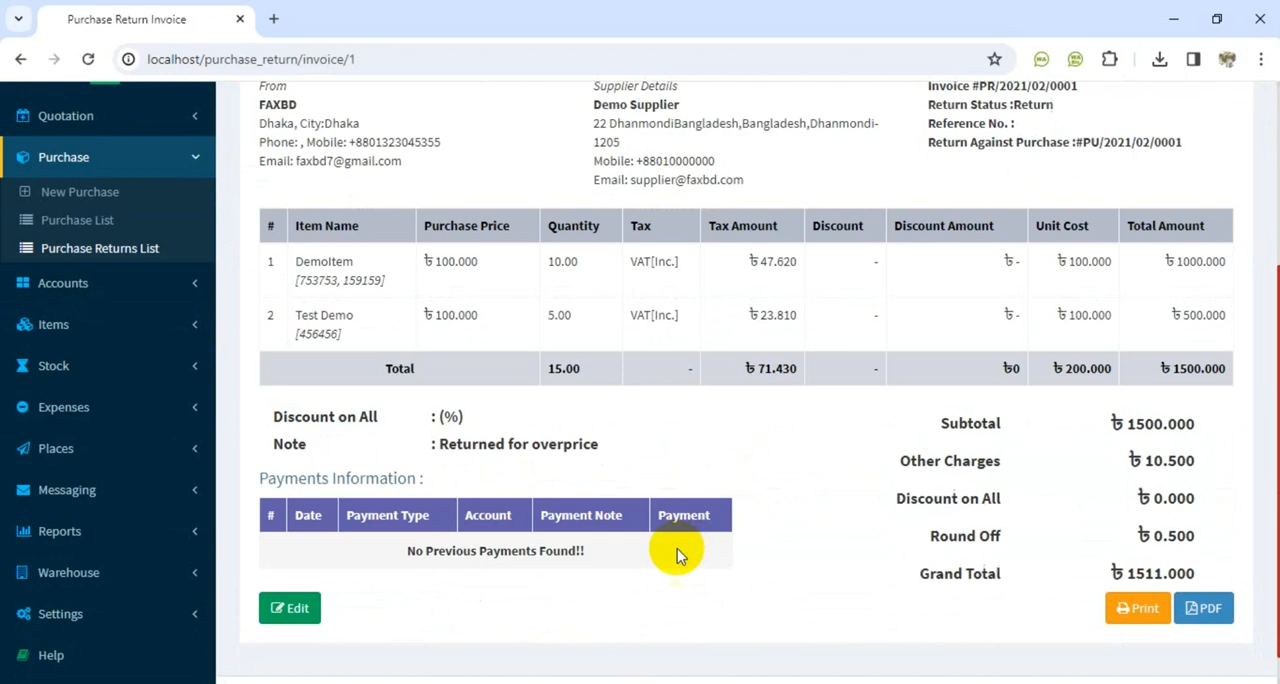 Purchase Return Invoice
localhost/purchase_return/invoice/1
Quotation
Purchase
New Purchase
Purchase List
Purchase Returns List
Accounts
Items
Stock
Expenses
Places
Messaging
Reports
Warehouse
Settings
Help
From
FAXBD
Dhaka, City:Dhaka
Phone: , Mobile: +8801323045355
Email: faxbd7@gmail.com
Supplier Details
Demo Supplier
22 DhanmondiBangladesh,Bangladesh,Dhanmondi-
1205
Mobile: +88010000000
Email: supplier@faxbd.com
Invoice #PR/2021/02/0001
Return Status :Return
Reference No. :
Return Against Purchase :#PU/2021/02/0001
# Item Name Purchase Price Quantity Tax Tax Amount Discount Discount Amount Unit Cost Total Amount
1 DemoItem ৳ 100.000 10.00 VAT[Inc.] ৳ 47.620 - ৳ - ৳ 100.000 ৳ 1000.000
[753753, 159159]
2 Test Demo ৳ 100.000 5.00 VAT[Inc.] ৳ 23.810 - ৳ - ৳ 100.000 ৳ 500.000
[456456]
Total 15.00 - ৳ 71.430 - ৳0 ৳ 200.000 ৳ 1500.000
Discount on All : (%)
Note : Returned for overprice
Payments Information :
# Date Payment Type Account Payment Note Payment
No Previous Payments Found!!
Subtotal ৳ 1500.000
Other Charges ৳ 10.500
Discount on All ৳ 0.000
Round Off ৳ 0.500
Grand Total ৳ 1511.000
Edit
Print PDF